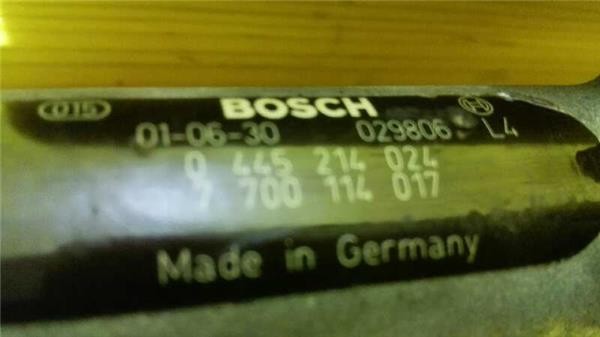 015 BOSCH
01-06-30 029806 L4
0 445 214 024
7 700 114 017
Made in Germany